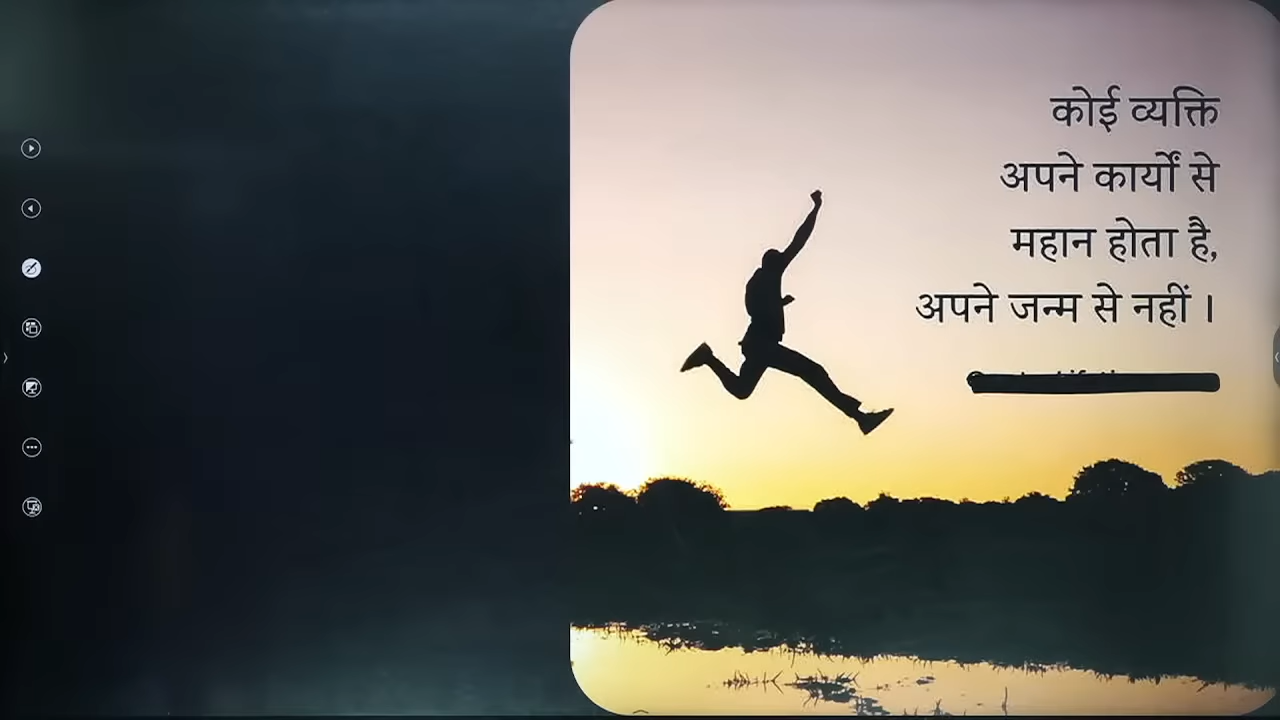 कोई व्यक्ति
अपने कार्यों से
महान होता है,
अपने जन्म से नहीं ।